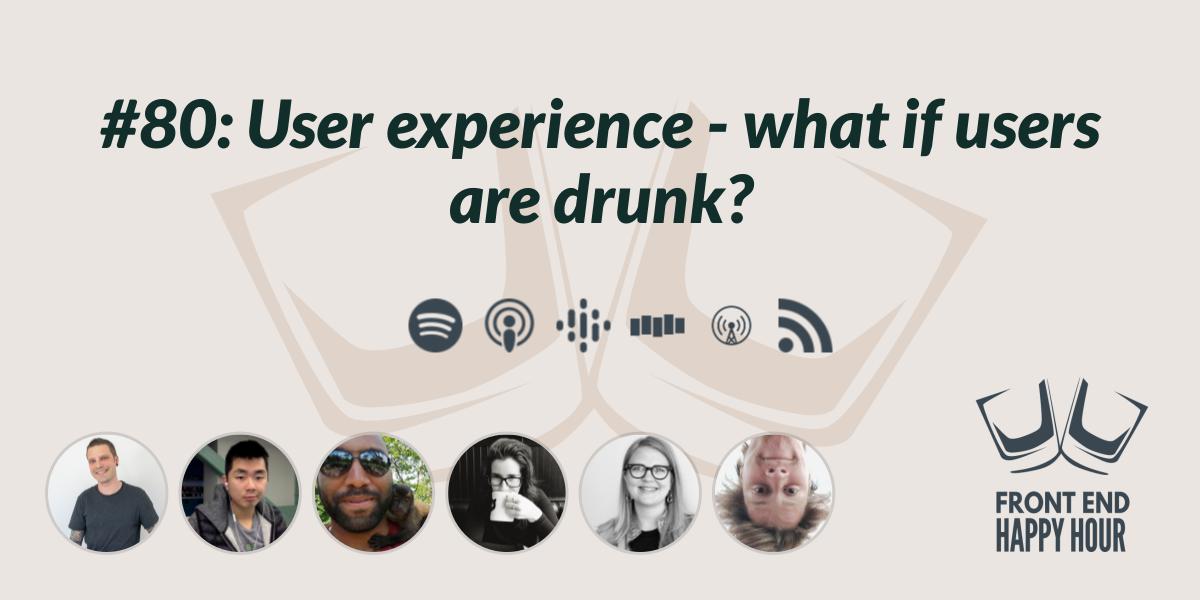 #80: User experience - what if users
are drunk?
FRONT END
HAPPY HOUR